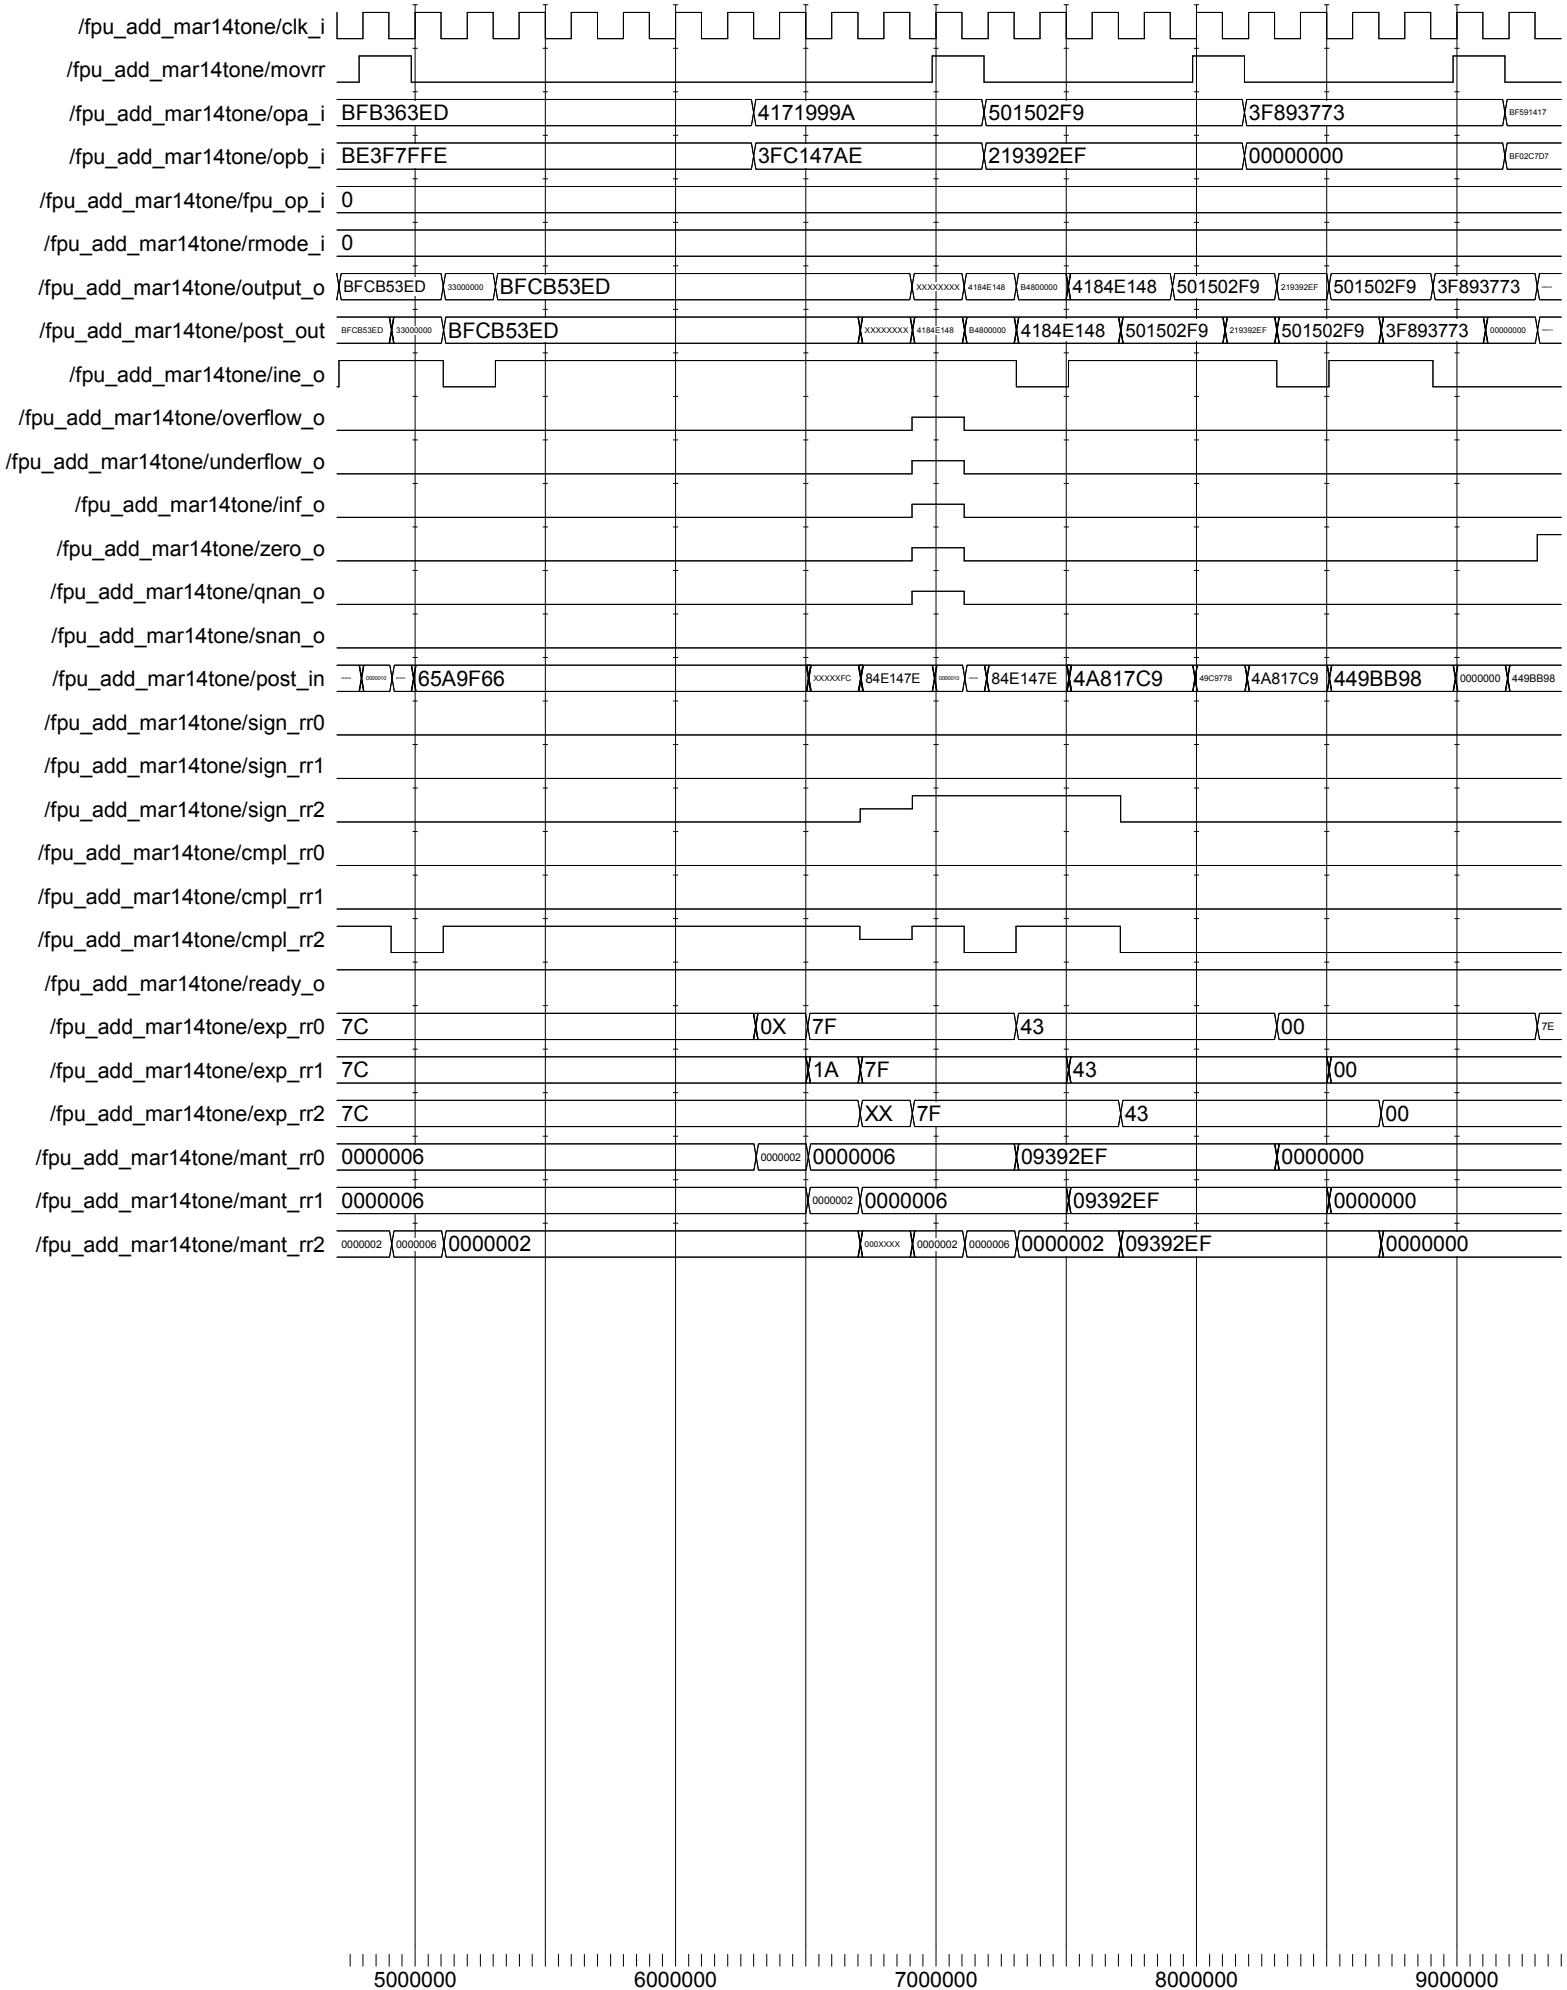 /fpu_add_mar14tone/clk_i
/fpu_add_mar14tone/movrr
/fpu_add_mar14tone/opa_i BFB363ED 4171999A 501502F9 3F893773 BF591417
/fpu_add_mar14tone/opb_i BE3F7FFE 3FC147AE 219392EF 00000000 BF02C7D7
/fpu_add_mar14tone/fpu_op_i 0
/fpu_add_mar14tone/rmode_i 0
/fpu_add_mar14tone/output_o BFCB53ED 33000000 BFCB53ED XXXXXXXX 4184E148 B4800000 4184E148 501502F9 219392EF 501502F9 3F893773
/fpu_add_mar14tone/post_out BFCB53ED 33000000 BFCB53ED XXXXXXXX 4184E148 B4800000 4184E148 501502F9 219392EF 501502F9 3F893773 00000000
/fpu_add_mar14tone/ine_o
/fpu_add_mar14tone/overflow_o
/fpu_add_mar14tone/underflow_o
/fpu_add_mar14tone/inf_o
/fpu_add_mar14tone/zero_o
/fpu_add_mar14tone/qnan_o
/fpu_add_mar14tone/snan_o
/fpu_add_mar14tone/post_in 0000010 65A9F66 XXXXXFC 84E147E 0000010 84E147E 4A817C9 49C9778 4A817C9 449BB98 0000000 449BB98
/fpu_add_mar14tone/sign_rr0
/fpu_add_mar14tone/sign_rr1
/fpu_add_mar14tone/sign_rr2
/fpu_add_mar14tone/cmpl_rr0
/fpu_add_mar14tone/cmpl_rr1
/fpu_add_mar14tone/cmpl_rr2
/fpu_add_mar14tone/ready_o
/fpu_add_mar14tone/exp_rr0 7C 0X 7F 43 00 7E
/fpu_add_mar14tone/exp_rr1 7C 1A 7F 43 00
/fpu_add_mar14tone/exp_rr2 7C XX 7F 43 00
/fpu_add_mar14tone/mant_rr0 0000006 0000002 0000006 09392EF 0000000
/fpu_add_mar14tone/mant_rr1 0000006 0000002 0000006 09392EF 0000000
/fpu_add_mar14tone/mant_rr2 0000002 0000006 0000002 000XXXX 0000002 0000006 0000002 09392EF 0000000
5000000 6000000 7000000 8000000 9000000